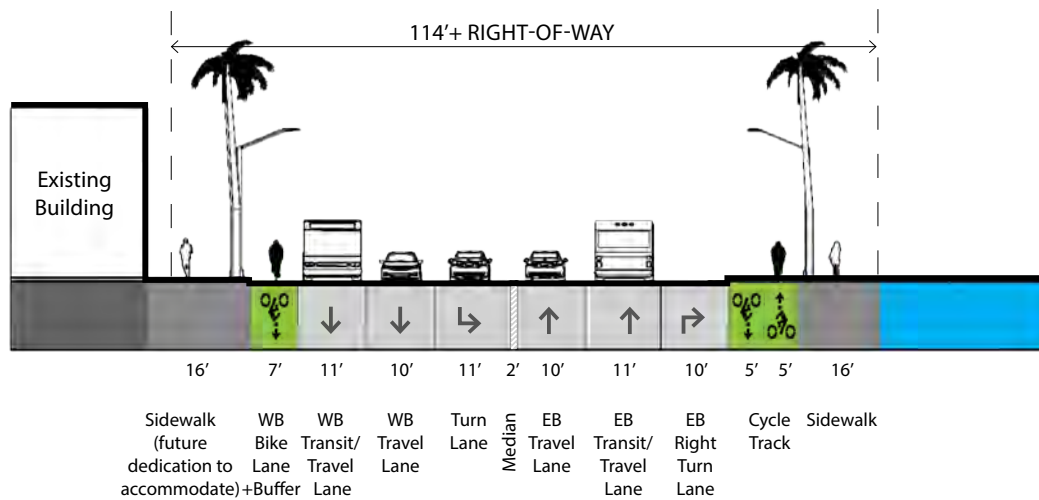 114’+ RIGHT-OF-WAY
Existing
Building
16’ 7’ 11’ 10’ 11’ 2’ 10’ 11’ 10’ 5’ 5’ 16’
Sidewalk
(future
dedication to
accommodate)
WB
Bike
Lane
+Buffer
WB
Transit/
Travel
Lane
WB
Travel
Lane
Turn
Lane
Median
EB
Travel
Lane
EB
Transit/
Travel
Lane
EB
Right
Turn
Lane
Cycle
Track
Sidewalk